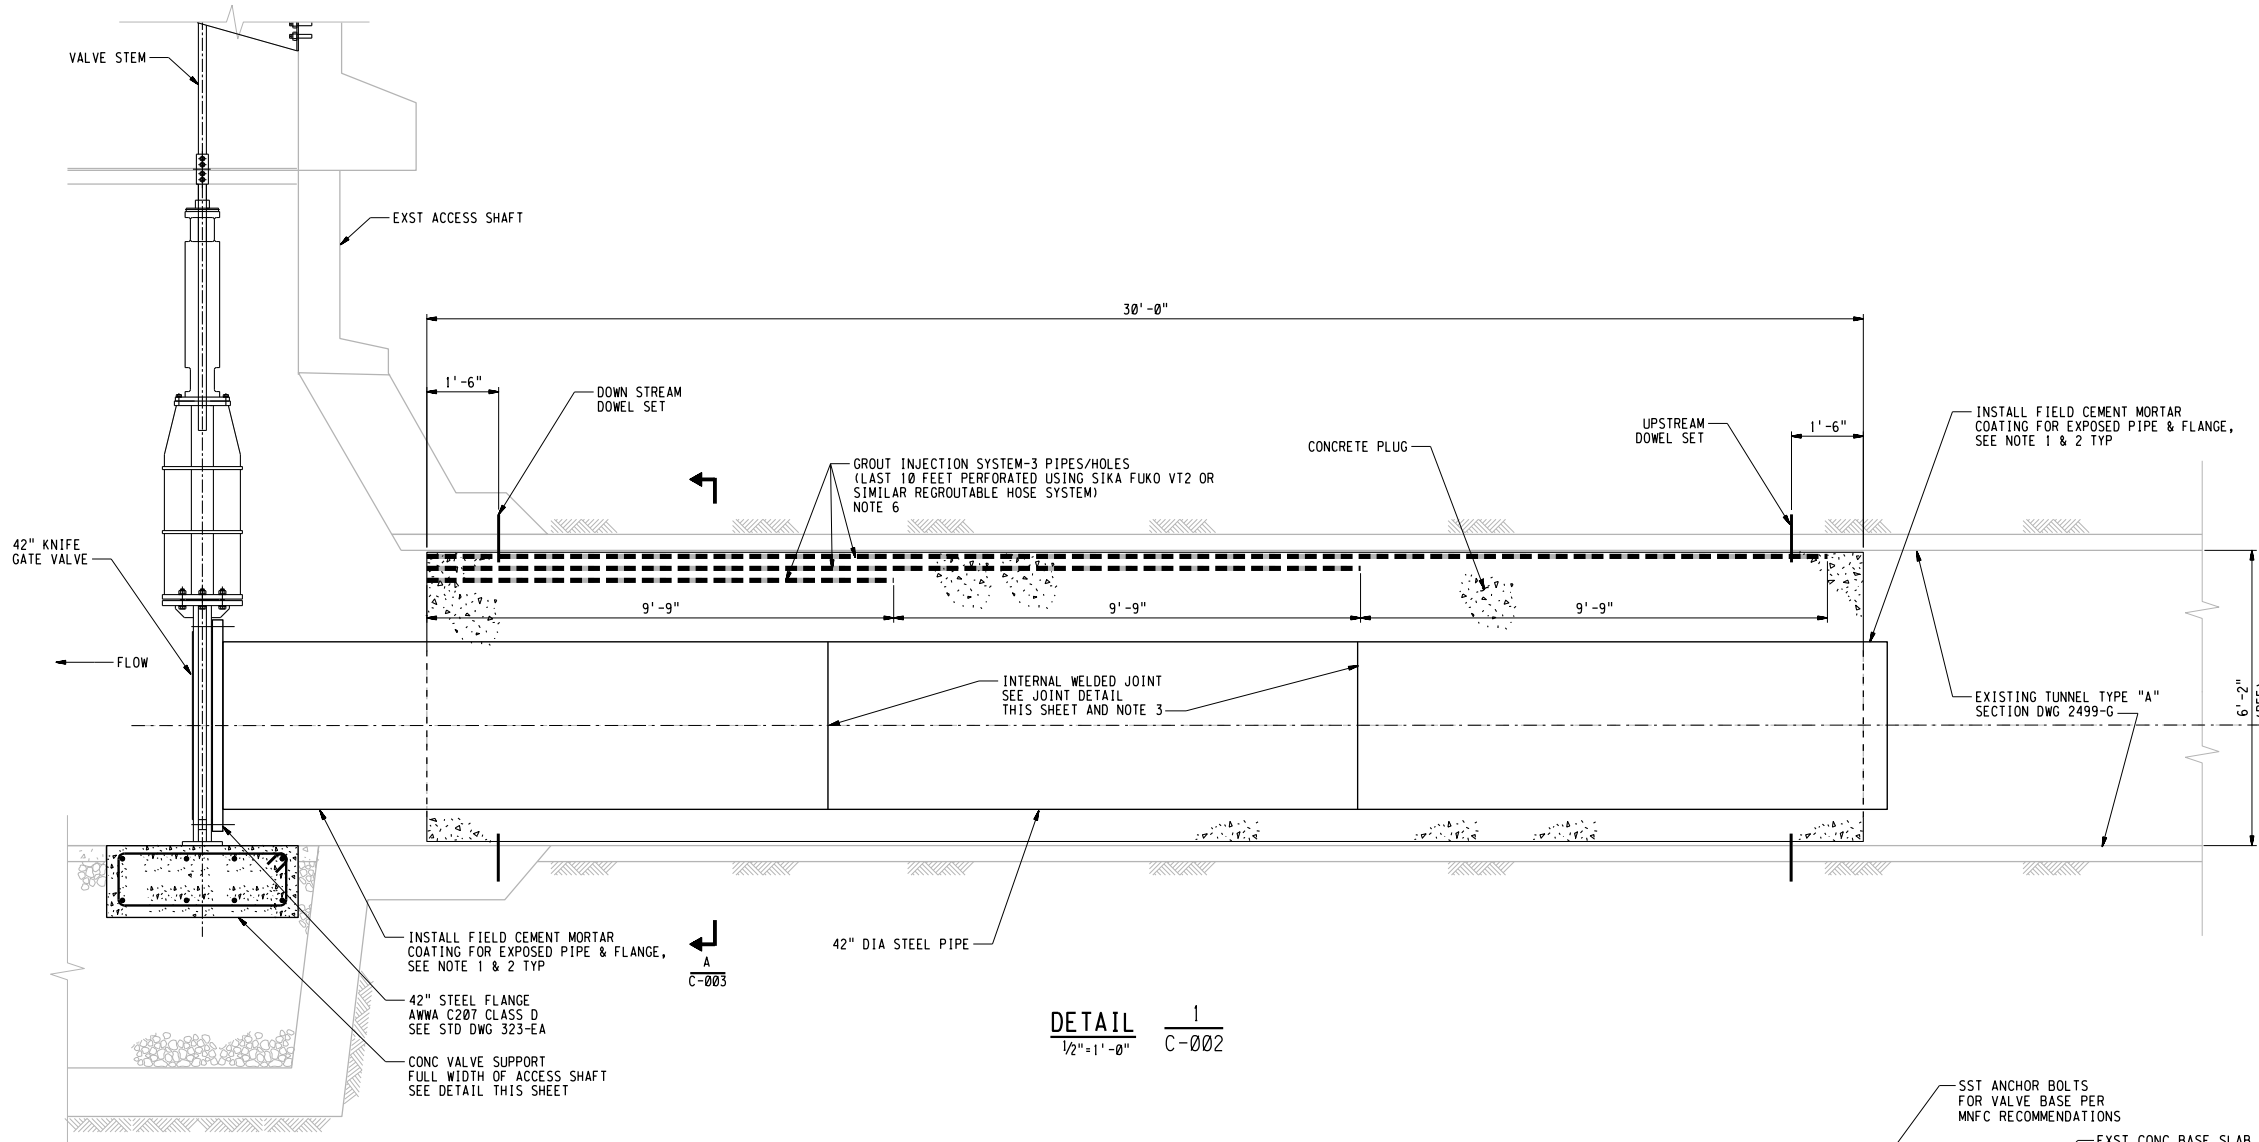 VALVE STEM
EXST ACCESS SHAFT
30'-0"
1'-6"
DOWN STREAM
DOWEL SET
UPSTREAM
DOWEL SET
1'-6"
INSTALL FIELD CEMENT MORTAR
COATING FOR EXPOSED PIPE & FLANGE,
SEE NOTE 1 & 2 TYP
CONCRETE PLUG
GROUT INJECTION SYSTEM-3 PIPES/HOLES
(LAST 10 FEET PERFORATED USING SIKA FUKO VT2 OR
SIMILAR REGROUTABLE HOSE SYSTEM)
NOTE 6
42" KNIFE
GATE VALVE
9'-9"
9'-9"
9'-9"
FLOW
INTERNAL WELDED JOINT
SEE JOINT DETAIL
THIS SHEET AND NOTE 3
EXISTING TUNNEL TYPE "A"
SECTION DWG 2499-G
6'-2"
INSTALL FIELD CEMENT MORTAR
COATING FOR EXPOSED PIPE & FLANGE,
SEE NOTE 1 & 2 TYP
A
C-003
42" DIA STEEL PIPE
42" STEEL FLANGE
AWWA C207 CLASS D
SEE STD DWG 323-EA
CONC VALVE SUPPORT
FULL WIDTH OF ACCESS SHAFT
SEE DETAIL THIS SHEET
DETAIL 1
1/2"=1'-0" C-002
SST ANCHOR BOLTS
FOR VALVE BASE PER
MNFC RECOMMENDATIONS
EXST CONC BASE SLAB